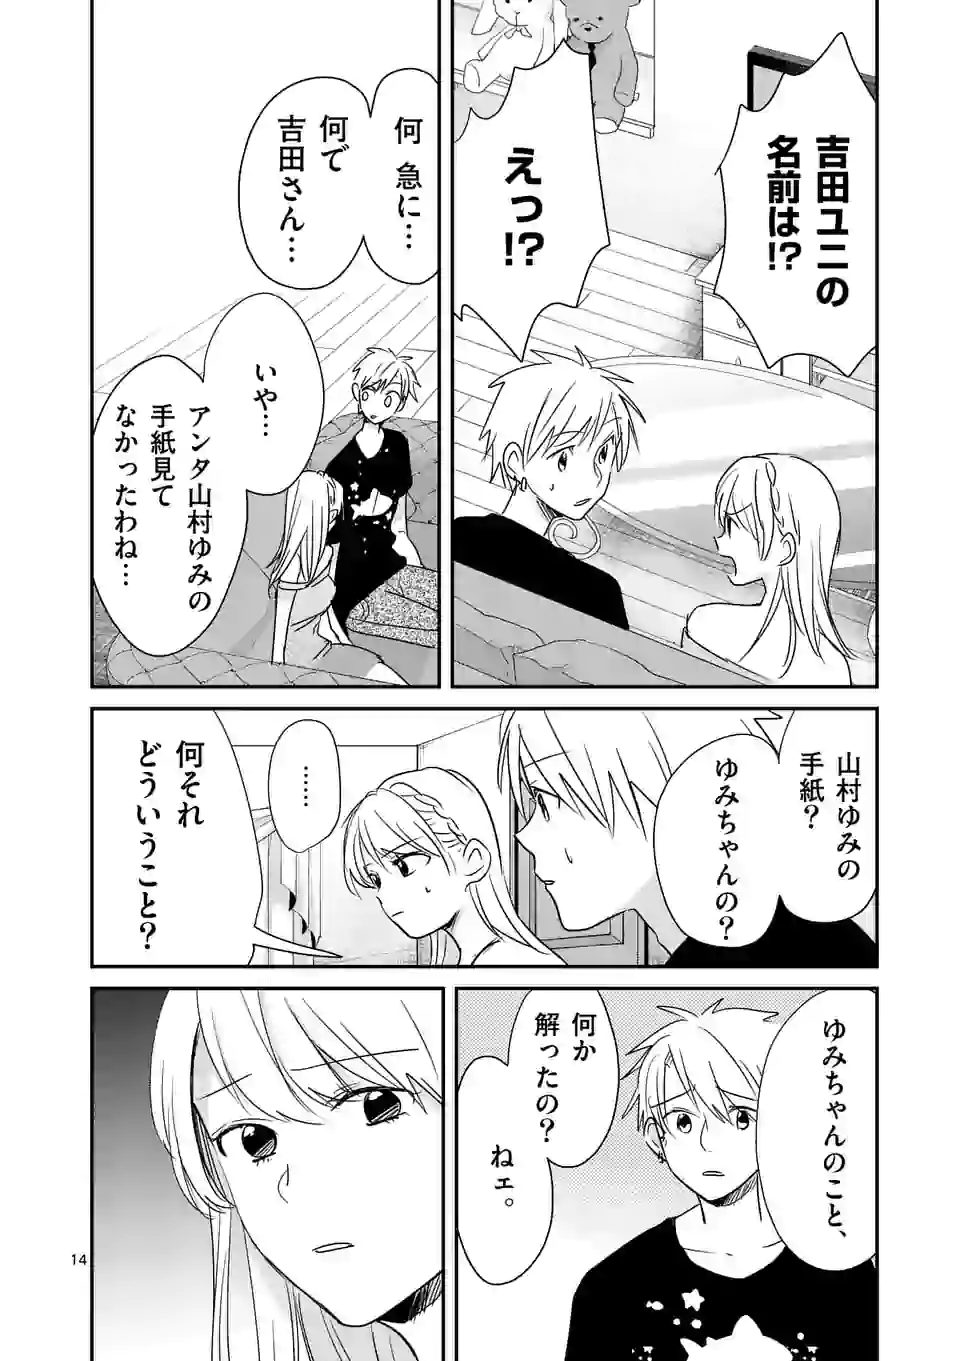 吉田ユニの
名前は!?
えっ!?
何 急に…
何で
吉田さん…
いや…
アンタ山村ゆみの
手紙見て
なかったわね…
山村ゆみの
手紙?
ゆみちゃんの?
……
何それ
どういうこと?
ゆみちゃんのこと、
何か
解ったの?
ねェ。
14